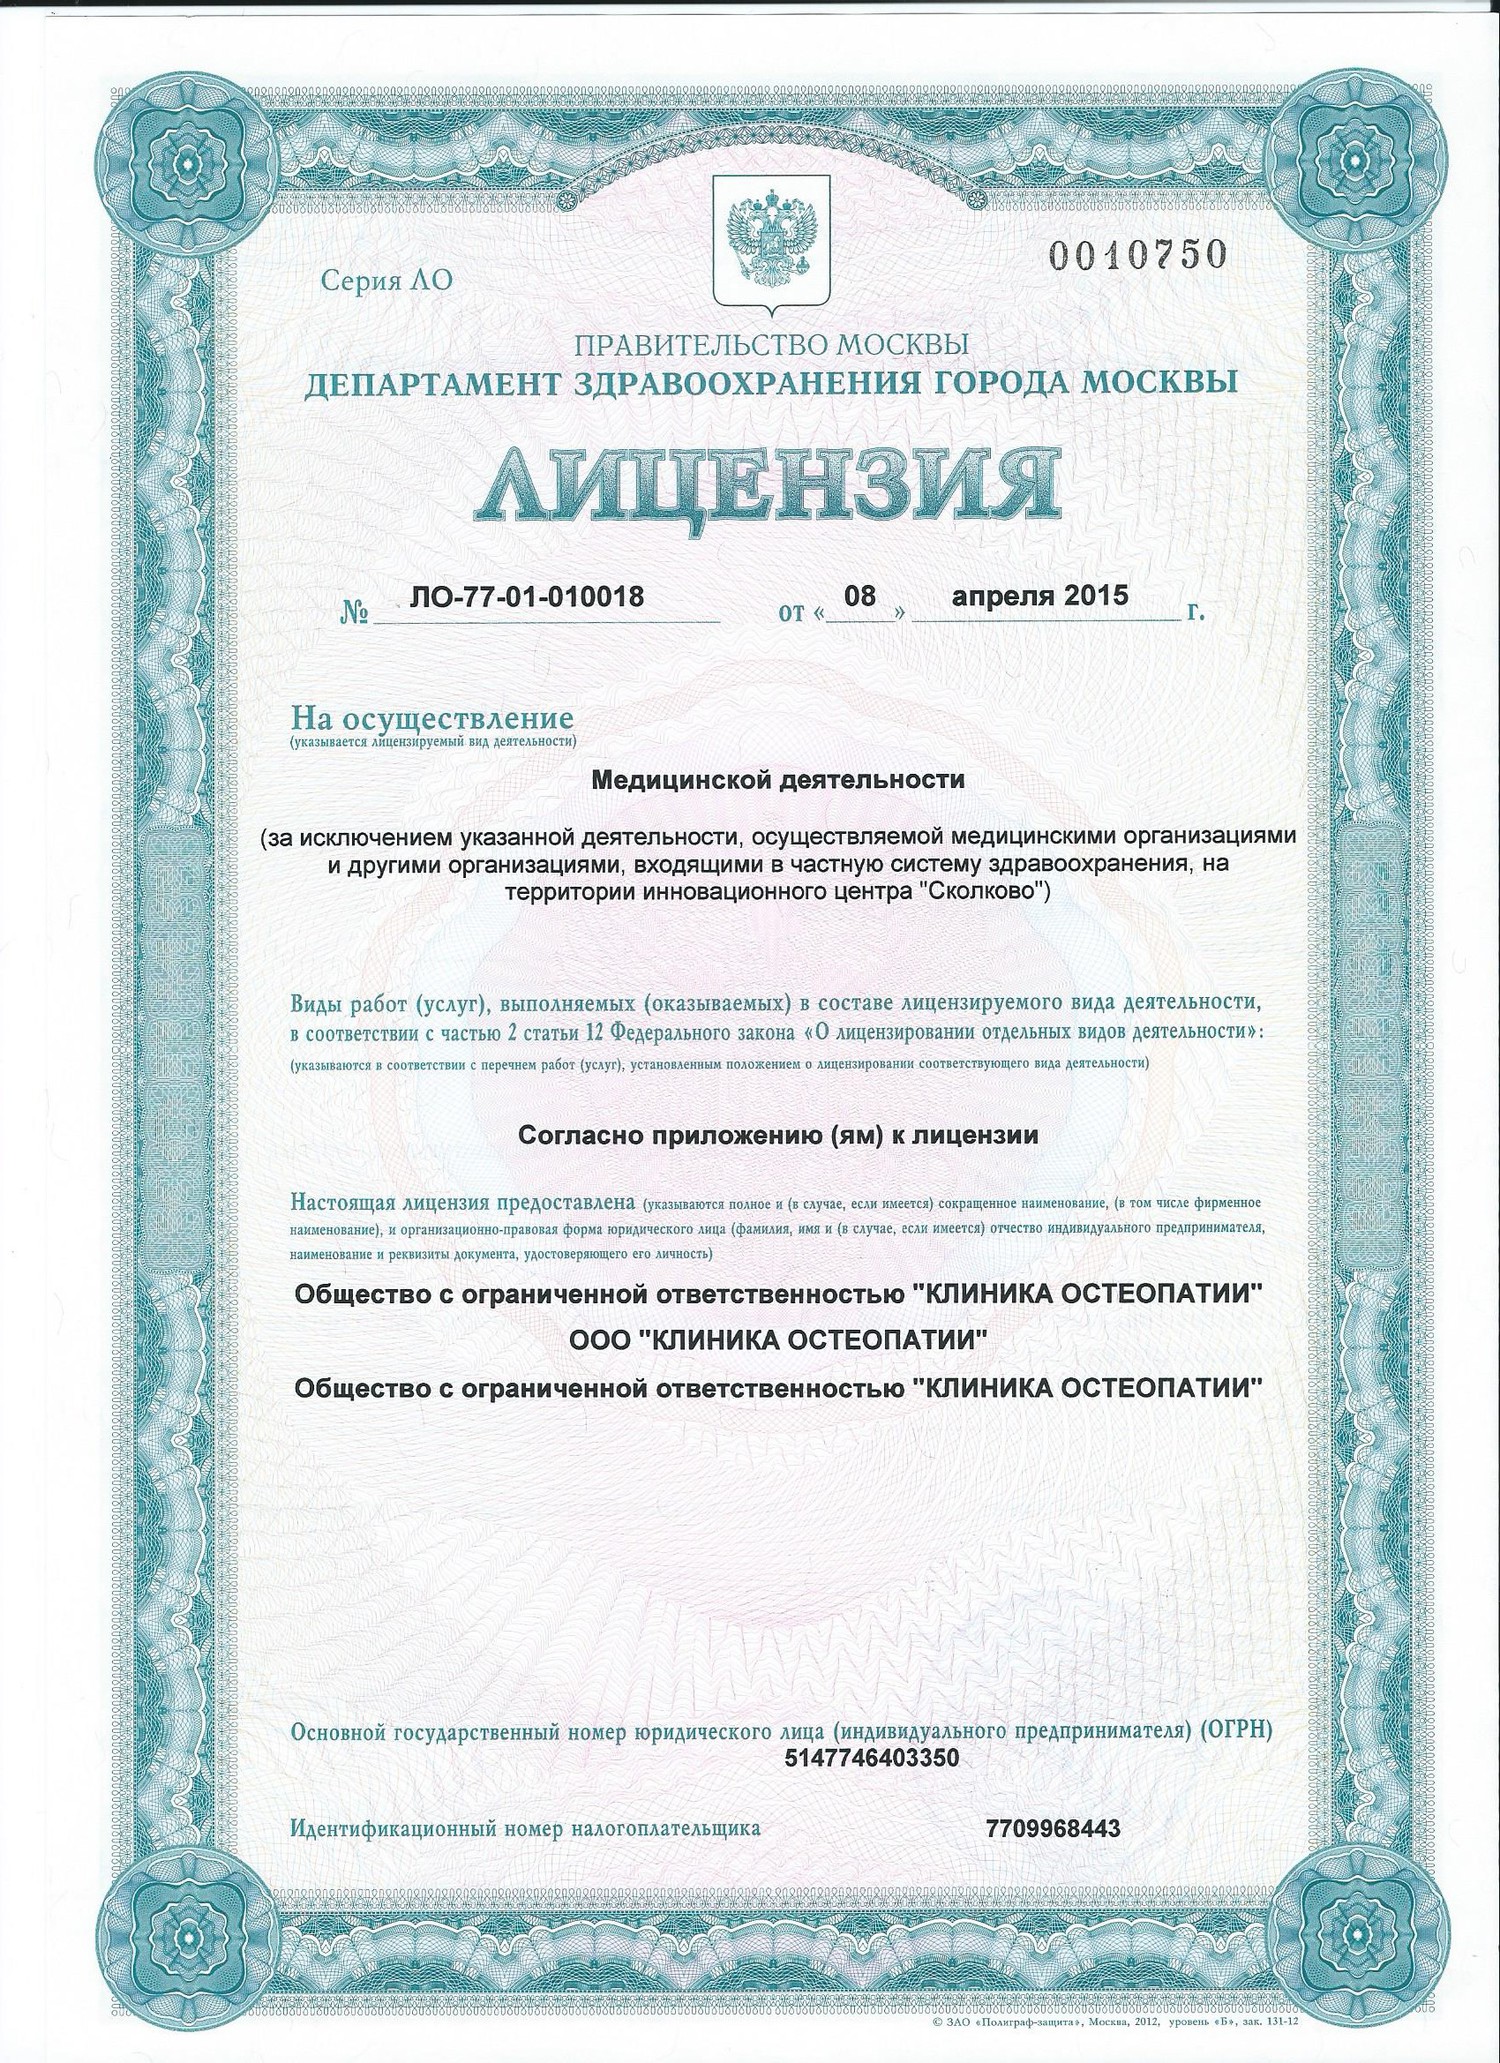 Серия ЛО
0010750
ПРАВИТЕЛЬСТВО МОСКВЫ
ДЕПАРТАМЕНТ ЗДРАВООХРАНЕНИЯ ГОРОДА МОСКВЫ
ЛИЦЕНЗИЯ
№ ЛО-77-01-010018 от « 08 » апреля 2015 г.
На осуществление
(указывается лицензируемый вид деятельности)
Медицинской деятельности
(за исключением указанной деятельности, осуществляемой медицинскими организациями
и другими организациями, входящими в частную систему здравоохранения, на
территории инновационного центра "Сколково")
Виды работ (услуг), выполняемых (оказываемых) в составе лицензируемого вида деятельности,
в соответствии с частью 2 статьи 12 Федерального закона «О лицензировании отдельных видов деятельности»:
(указываются в соответствии с перечнем работ (услуг), установленным положением о лицензировании соответствующего вида деятельности)
Согласно приложению (ям) к лицензии
Настоящая лицензия предоставлена (указываются полное и (в случае, если имеется) сокращенное наименование, (в том числе фирменное
наименование), и организационно-правовая форма юридического лица (фамилия, имя и (в случае, если имеется) отчество индивидуального предпринимателя,
наименование и реквизиты документа, удостоверяющего его личность)
Общество с ограниченной ответственностью "КЛИНИКА ОСТЕОПАТИИ"
ООО "КЛИНИКА ОСТЕОПАТИИ"
Общество с ограниченной ответственностью "КЛИНИКА ОСТЕОПАТИИ"
Основной государственный номер юридического лица (индивидуального предпринимателя) (ОГРН)
5147746403350
Идентификационный номер налогоплательщика 7709968443
© ЗАО «Полиграф-защита», Москва, 2012, уровень «Б», зак. 131-12